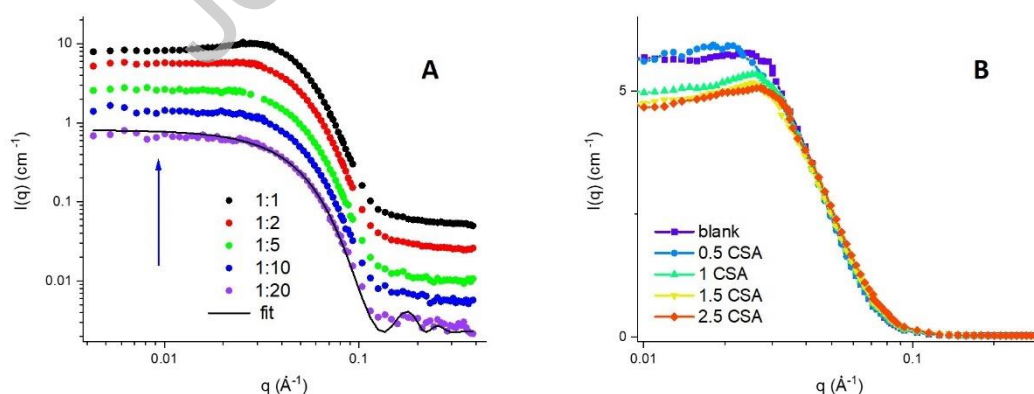 A
I(q) (cm⁻¹)
10
1
0.1
0.01
1:1
1:2
1:5
1:10
1:20
fit
0.01
0.1
q (Å⁻¹)
B
I(q) (cm⁻¹)
5
0
blank
0.5 CSA
1 CSA
1.5 CSA
2.5 CSA
0.01
0.1
q (Å⁻¹)